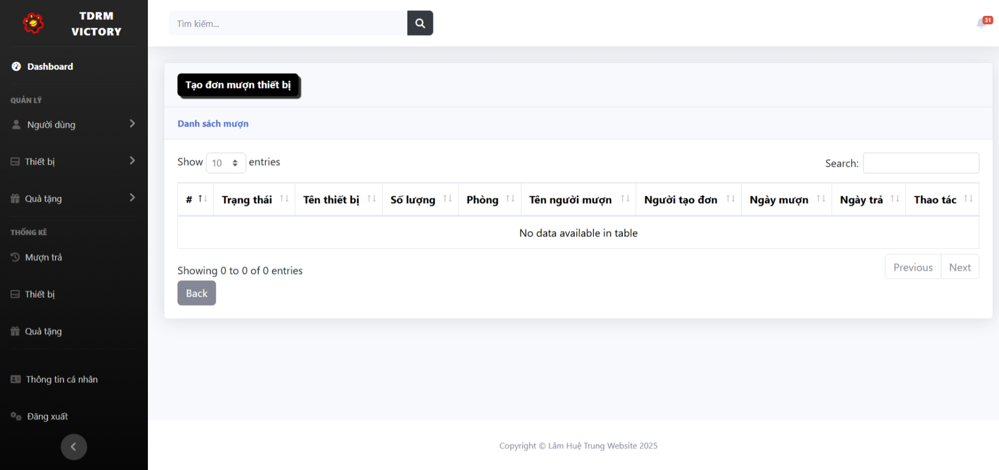 TDRM
VICTORY
Dashboard
QUẢN LÝ
Người dùng
Thiết bị
Quà tặng
THỐNG KÊ
Mượn trả
Thiết bị
Quà tặng
Thông tin cá nhân
Đăng xuất
Tìm kiếm...
31
Tạo đơn mượn thiết bị
Danh sách mượn
Show 10 entries
Search:
# Trạng thái Tên thiết bị Số lượng Phòng Tên người mượn Người tạo đơn Ngày mượn Ngày trả Thao tác
No data available in table
Showing 0 to 0 of 0 entries
Previous Next
Back
Copyright © Lâm Huệ Trung Website 2025